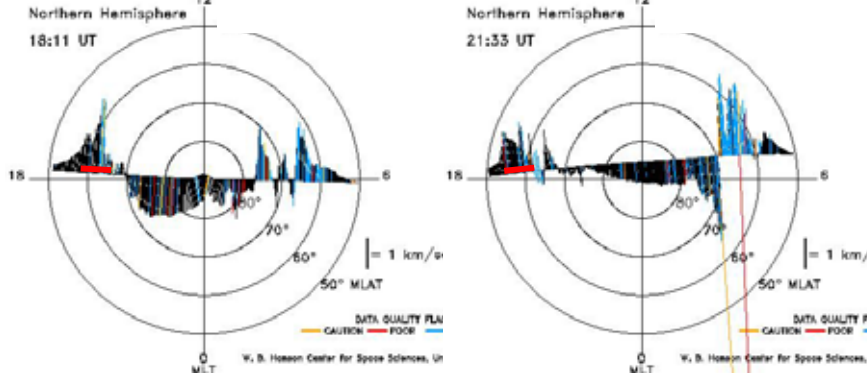 12
Northern Hemisphere
18:11 UT
18
6
80°
70°
60°
50° MLAT
= 1 km/s
DATA QUALITY FLA
CAUTION
POOR
0
MLT
W. B. Hanson Center for Space Sciences, Un
12
Northern Hemisphere
21:33 UT
18
6
80°
70°
60°
50° MLAT
= 1 km/s
DATA QUALITY F
CAUTION
POOR
0
MLT
W. B. Hanson Center for Space Sciences,